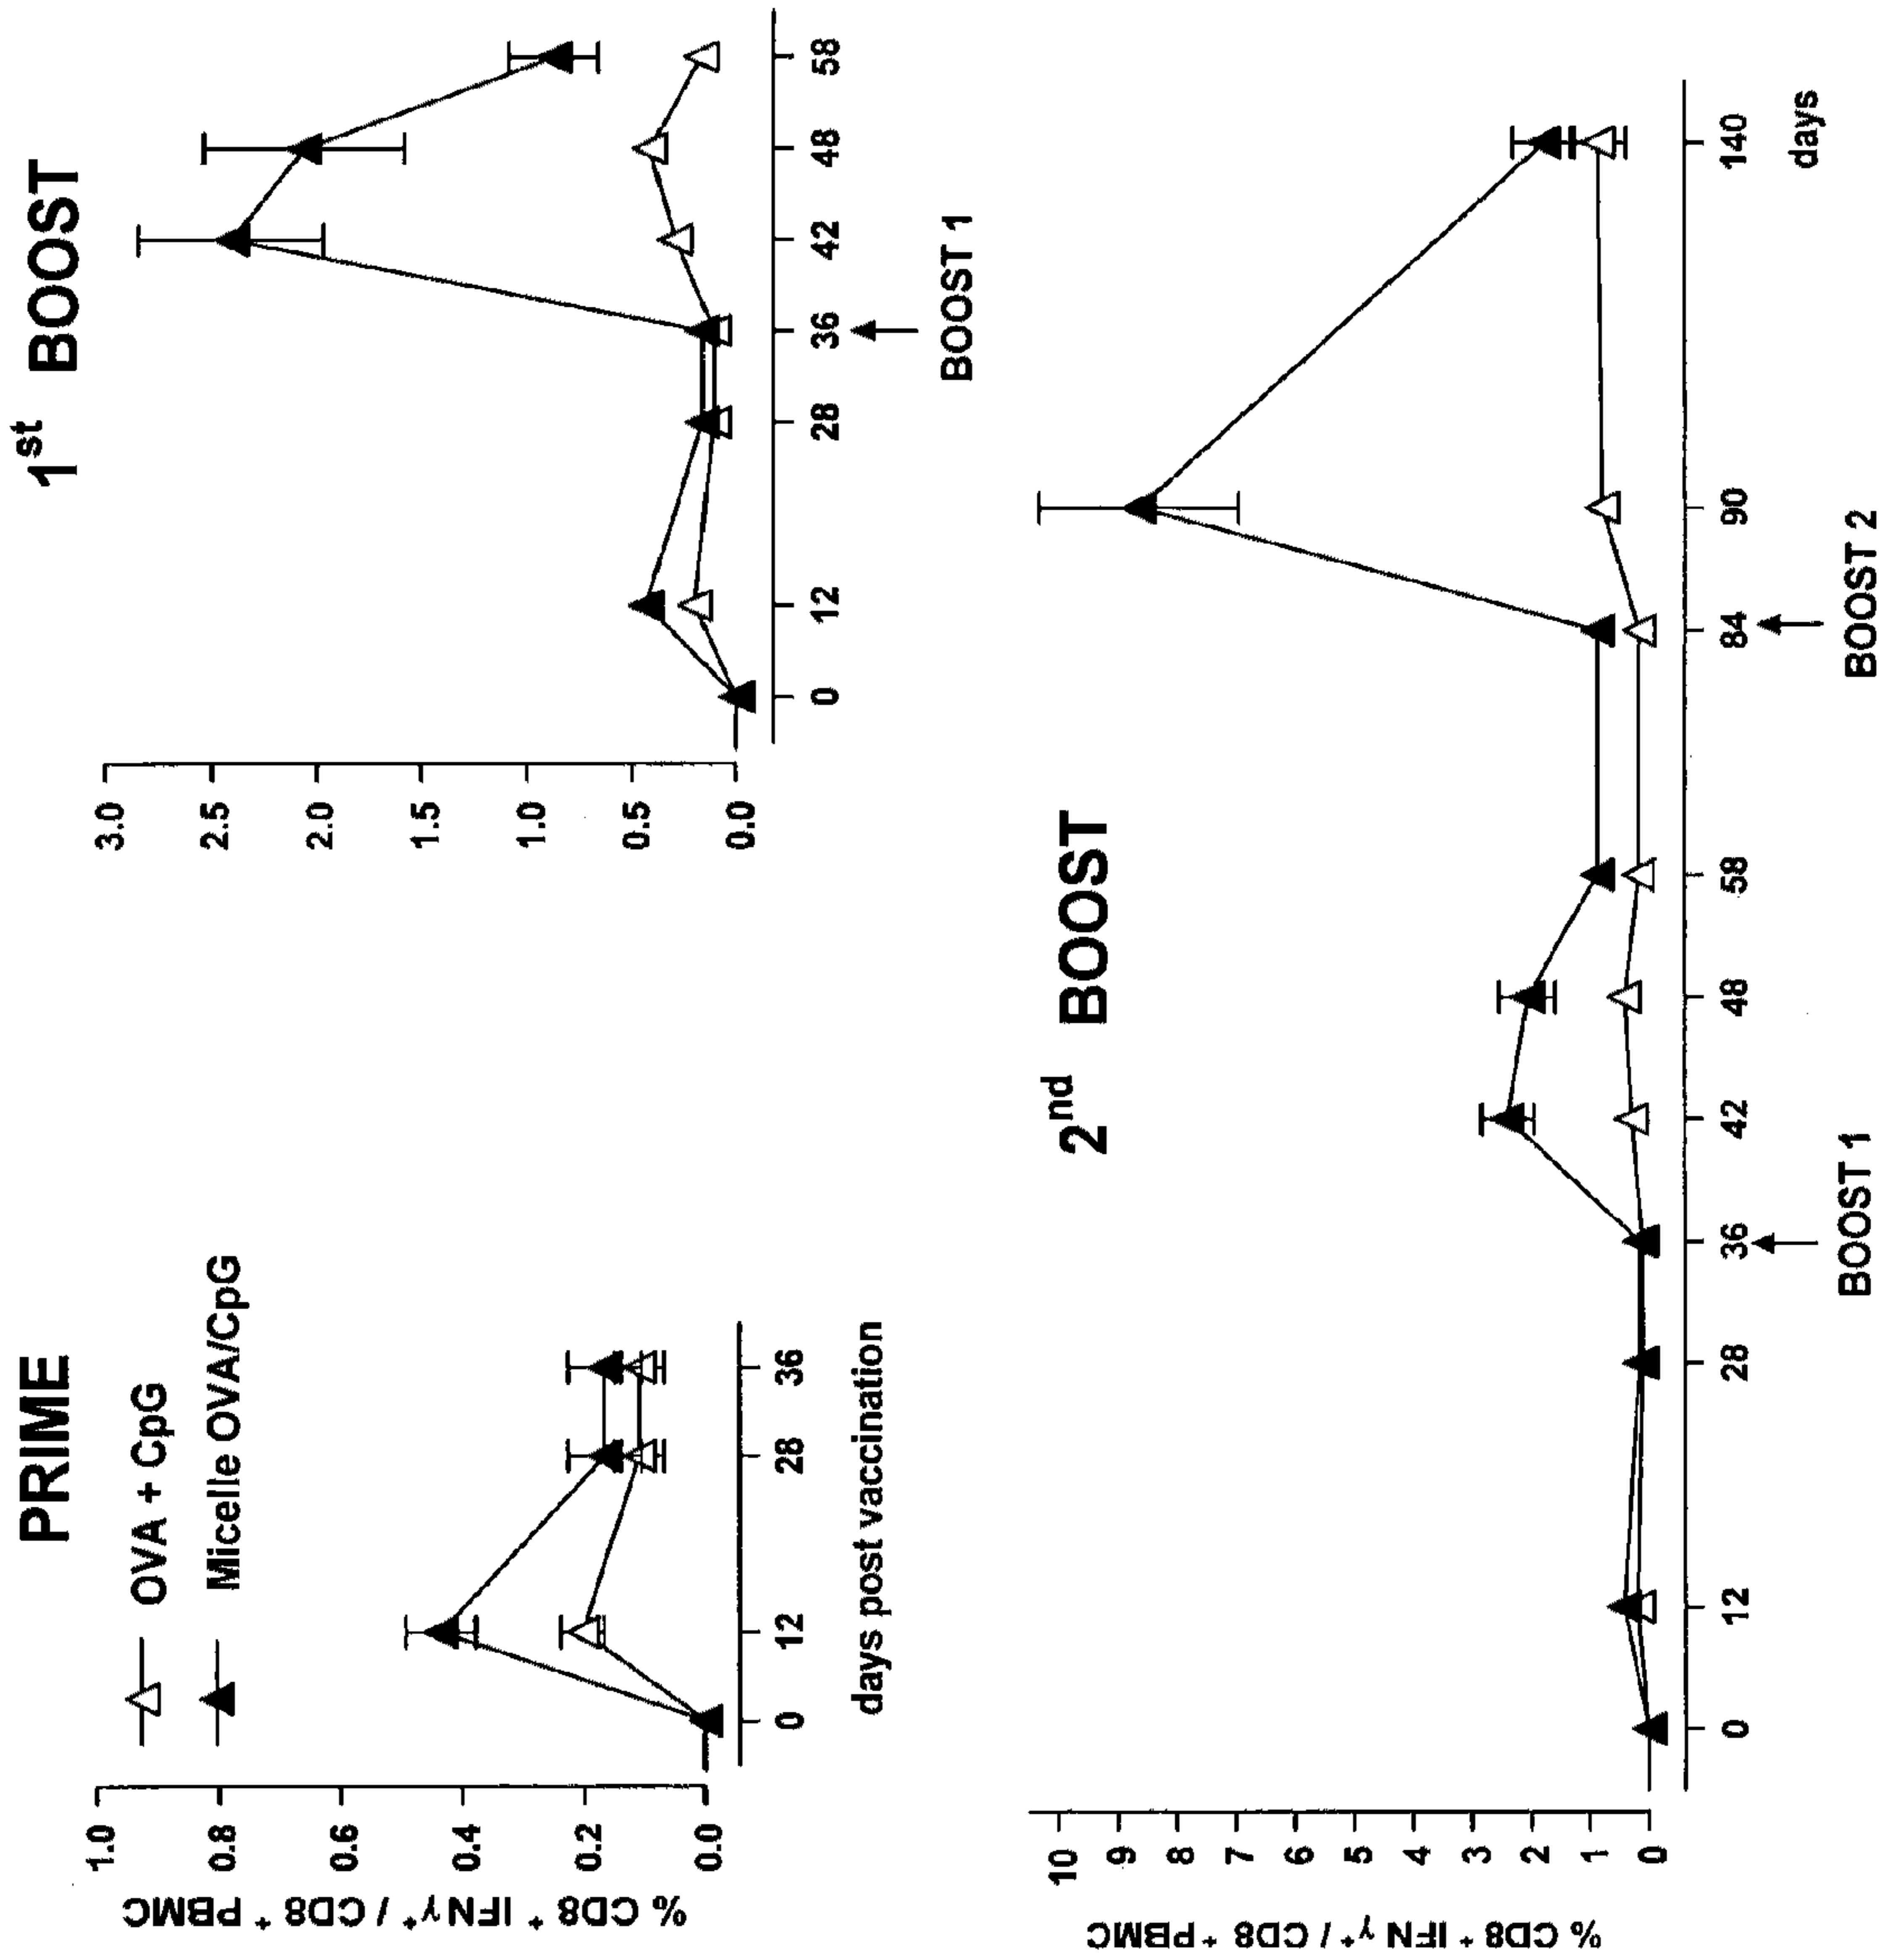 PRIME
OVA + CpG
Micelle OVA/CpG
% CD8 + IFN γ+ / CD8 + PBMC
1.0
0.8
0.6
0.4
0.2
0.0
0 12 28 36
days post vaccination
1st BOOST
3.0
2.5
2.0
1.5
1.0
0.5
0.0
0 12 28 36 42 48 58
BOOST 1
2nd BOOST
% CD8 + IFN γ+ / CD8 + PBMC
10
9
8
7
6
5
4
3
2
1
0
0 12 28 36 42 48 58 84 90 140
days
BOOST 1
BOOST 2